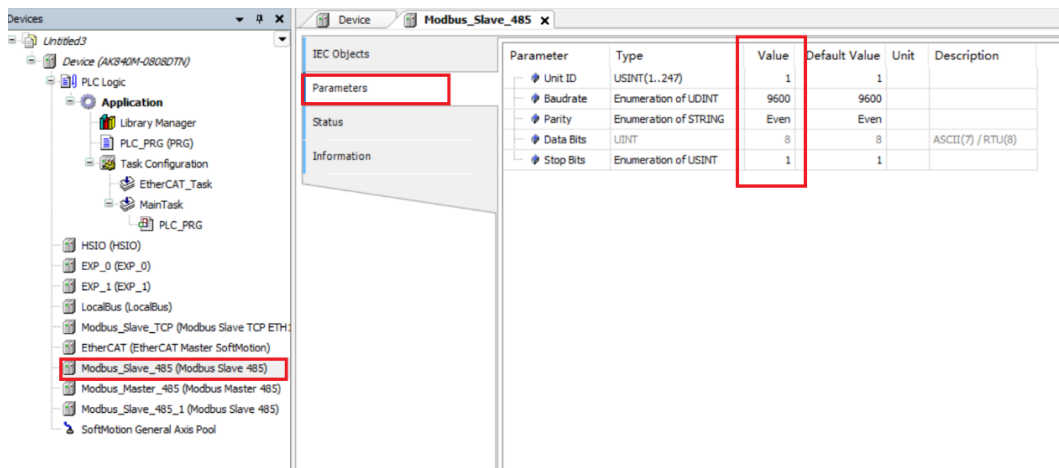 Devices
Untitled3
Device (AK840M-0808DTN)
PLC Logic
Application
Library Manager
PLC_PRG (PRG)
Task Configuration
EtherCAT_Task
MainTask
PLC_PRG
HSIO (HSIO)
EXP_0 (EXP_0)
EXP_1 (EXP_1)
LocalBus (LocalBus)
Modbus_Slave_TCP (Modbus Slave TCP ETH1
EtherCAT (EtherCAT Master SoftMotion)
Modbus_Slave_485 (Modbus Slave 485)
Modbus_Master_485 (Modbus Master 485)
Modbus_Slave_485_1 (Modbus Slave 485)
SoftMotion General Axis Pool
Device Modbus_Slave_485
IEC Objects
Parameters
Status
Information
Parameter Type Value Default Value Unit Description
Unit ID USINT(1..247) 1 1
Baudrate Enumeration of UDINT 9600 9600
Parity Enumeration of STRING Even Even
Data Bits UINT 8 8 ASCII(7) / RTU(8)
Stop Bits Enumeration of USINT 1 1